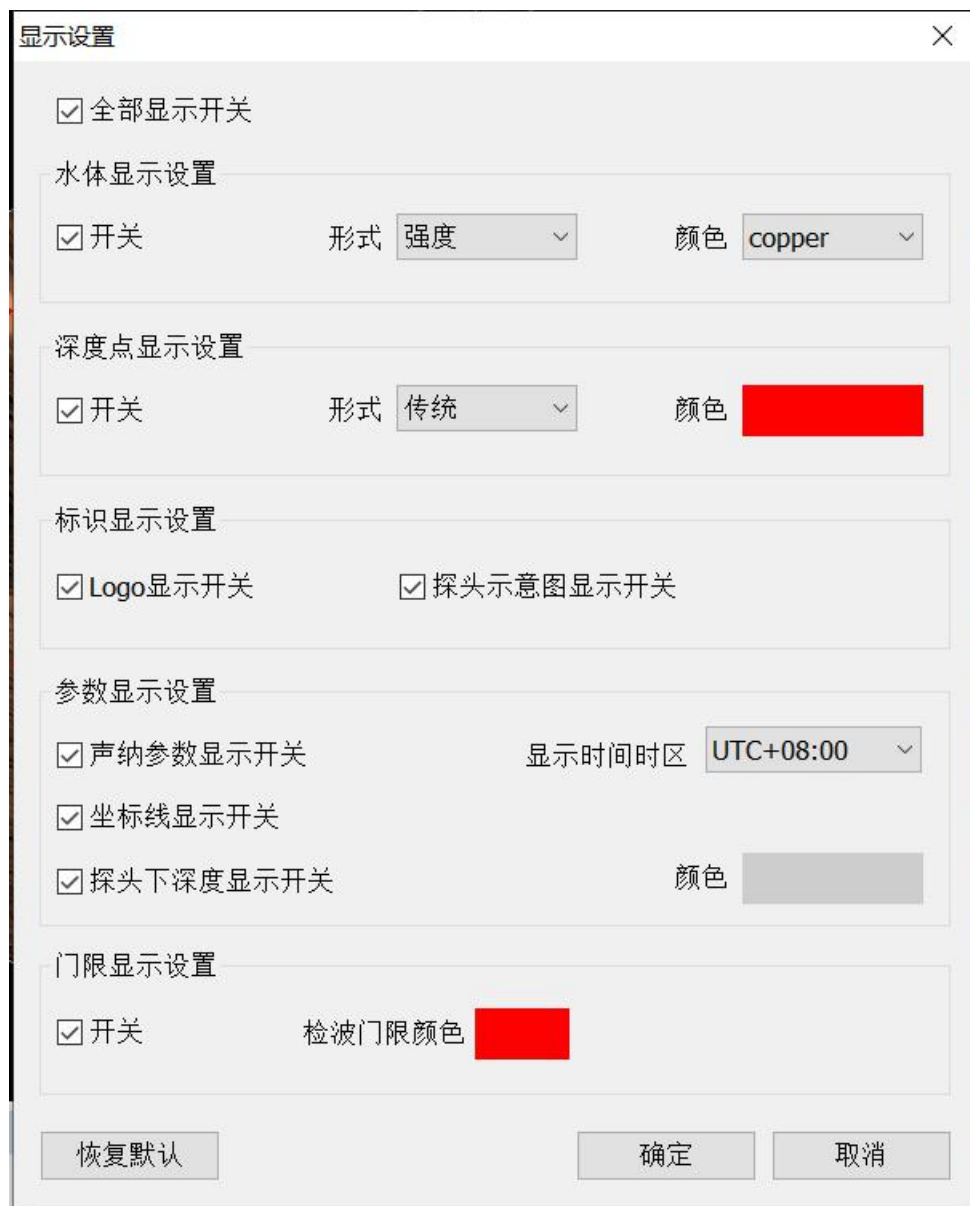 显示设置
全部显示开关
水体显示设置
开关 形式 强度 颜色 copper
深度点显示设置
开关 形式 传统 颜色
标识显示设置
Logo显示开关 探头示意图显示开关
参数显示设置
声纳参数显示开关 显示时间时区 UTC+08:00
坐标线显示开关
探头下深度显示开关 颜色
门限显示设置
开关 检波门限颜色
恢复默认 确定 取消